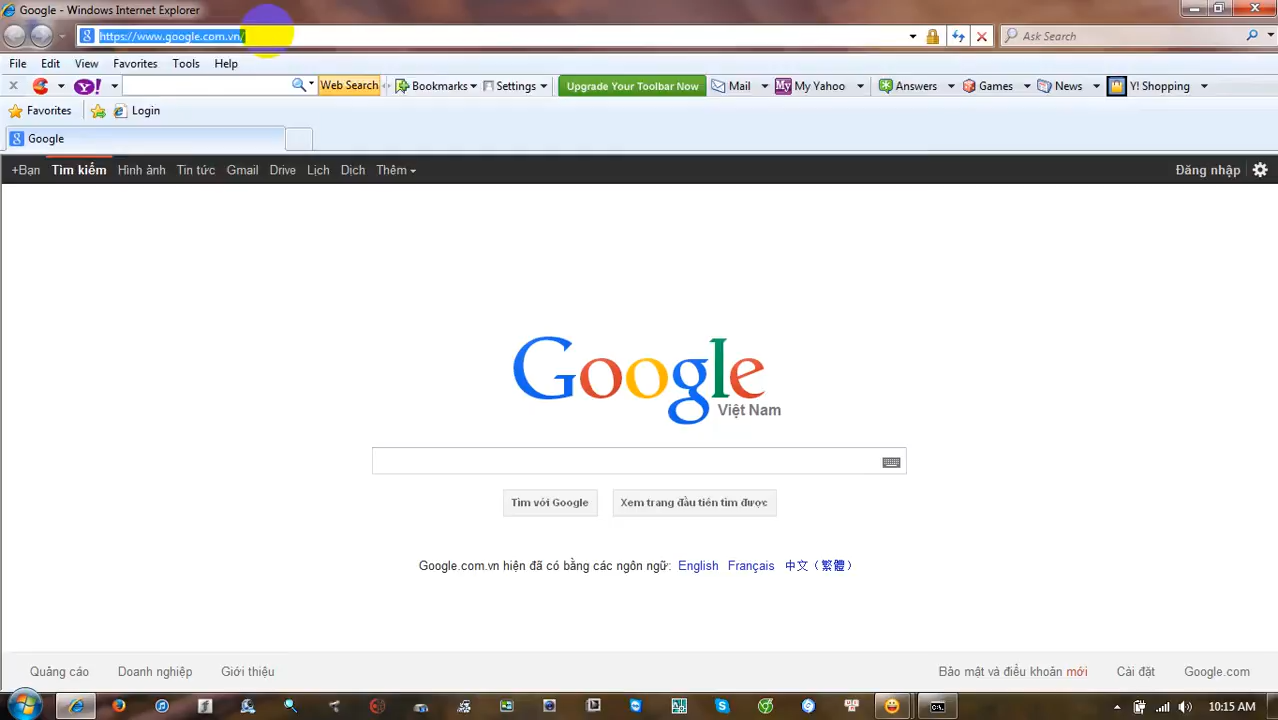 Google - Windows Internet Explorer
https://www.google.com.vn/
Ask Search
File Edit View Favorites Tools Help
Web Search Bookmarks Settings Upgrade Your Toolbar Now Mail My Yahoo Answers Games News Y! Shopping
Favorites Login
Google
+Bạn Tìm kiếm Hình ảnh Tin tức Gmail Drive Lịch Dịch Thêm Đăng nhập
Google
Việt Nam
Tìm với Google Xem trang đầu tiên tìm được
Google.com.vn hiện đã có bằng các ngôn ngữ: English Français 中文（繁體）
Quảng cáo Doanh nghiệp Giới thiệu Bảo mật và điều khoản mới Cài đặt Google.com
10:15 AM